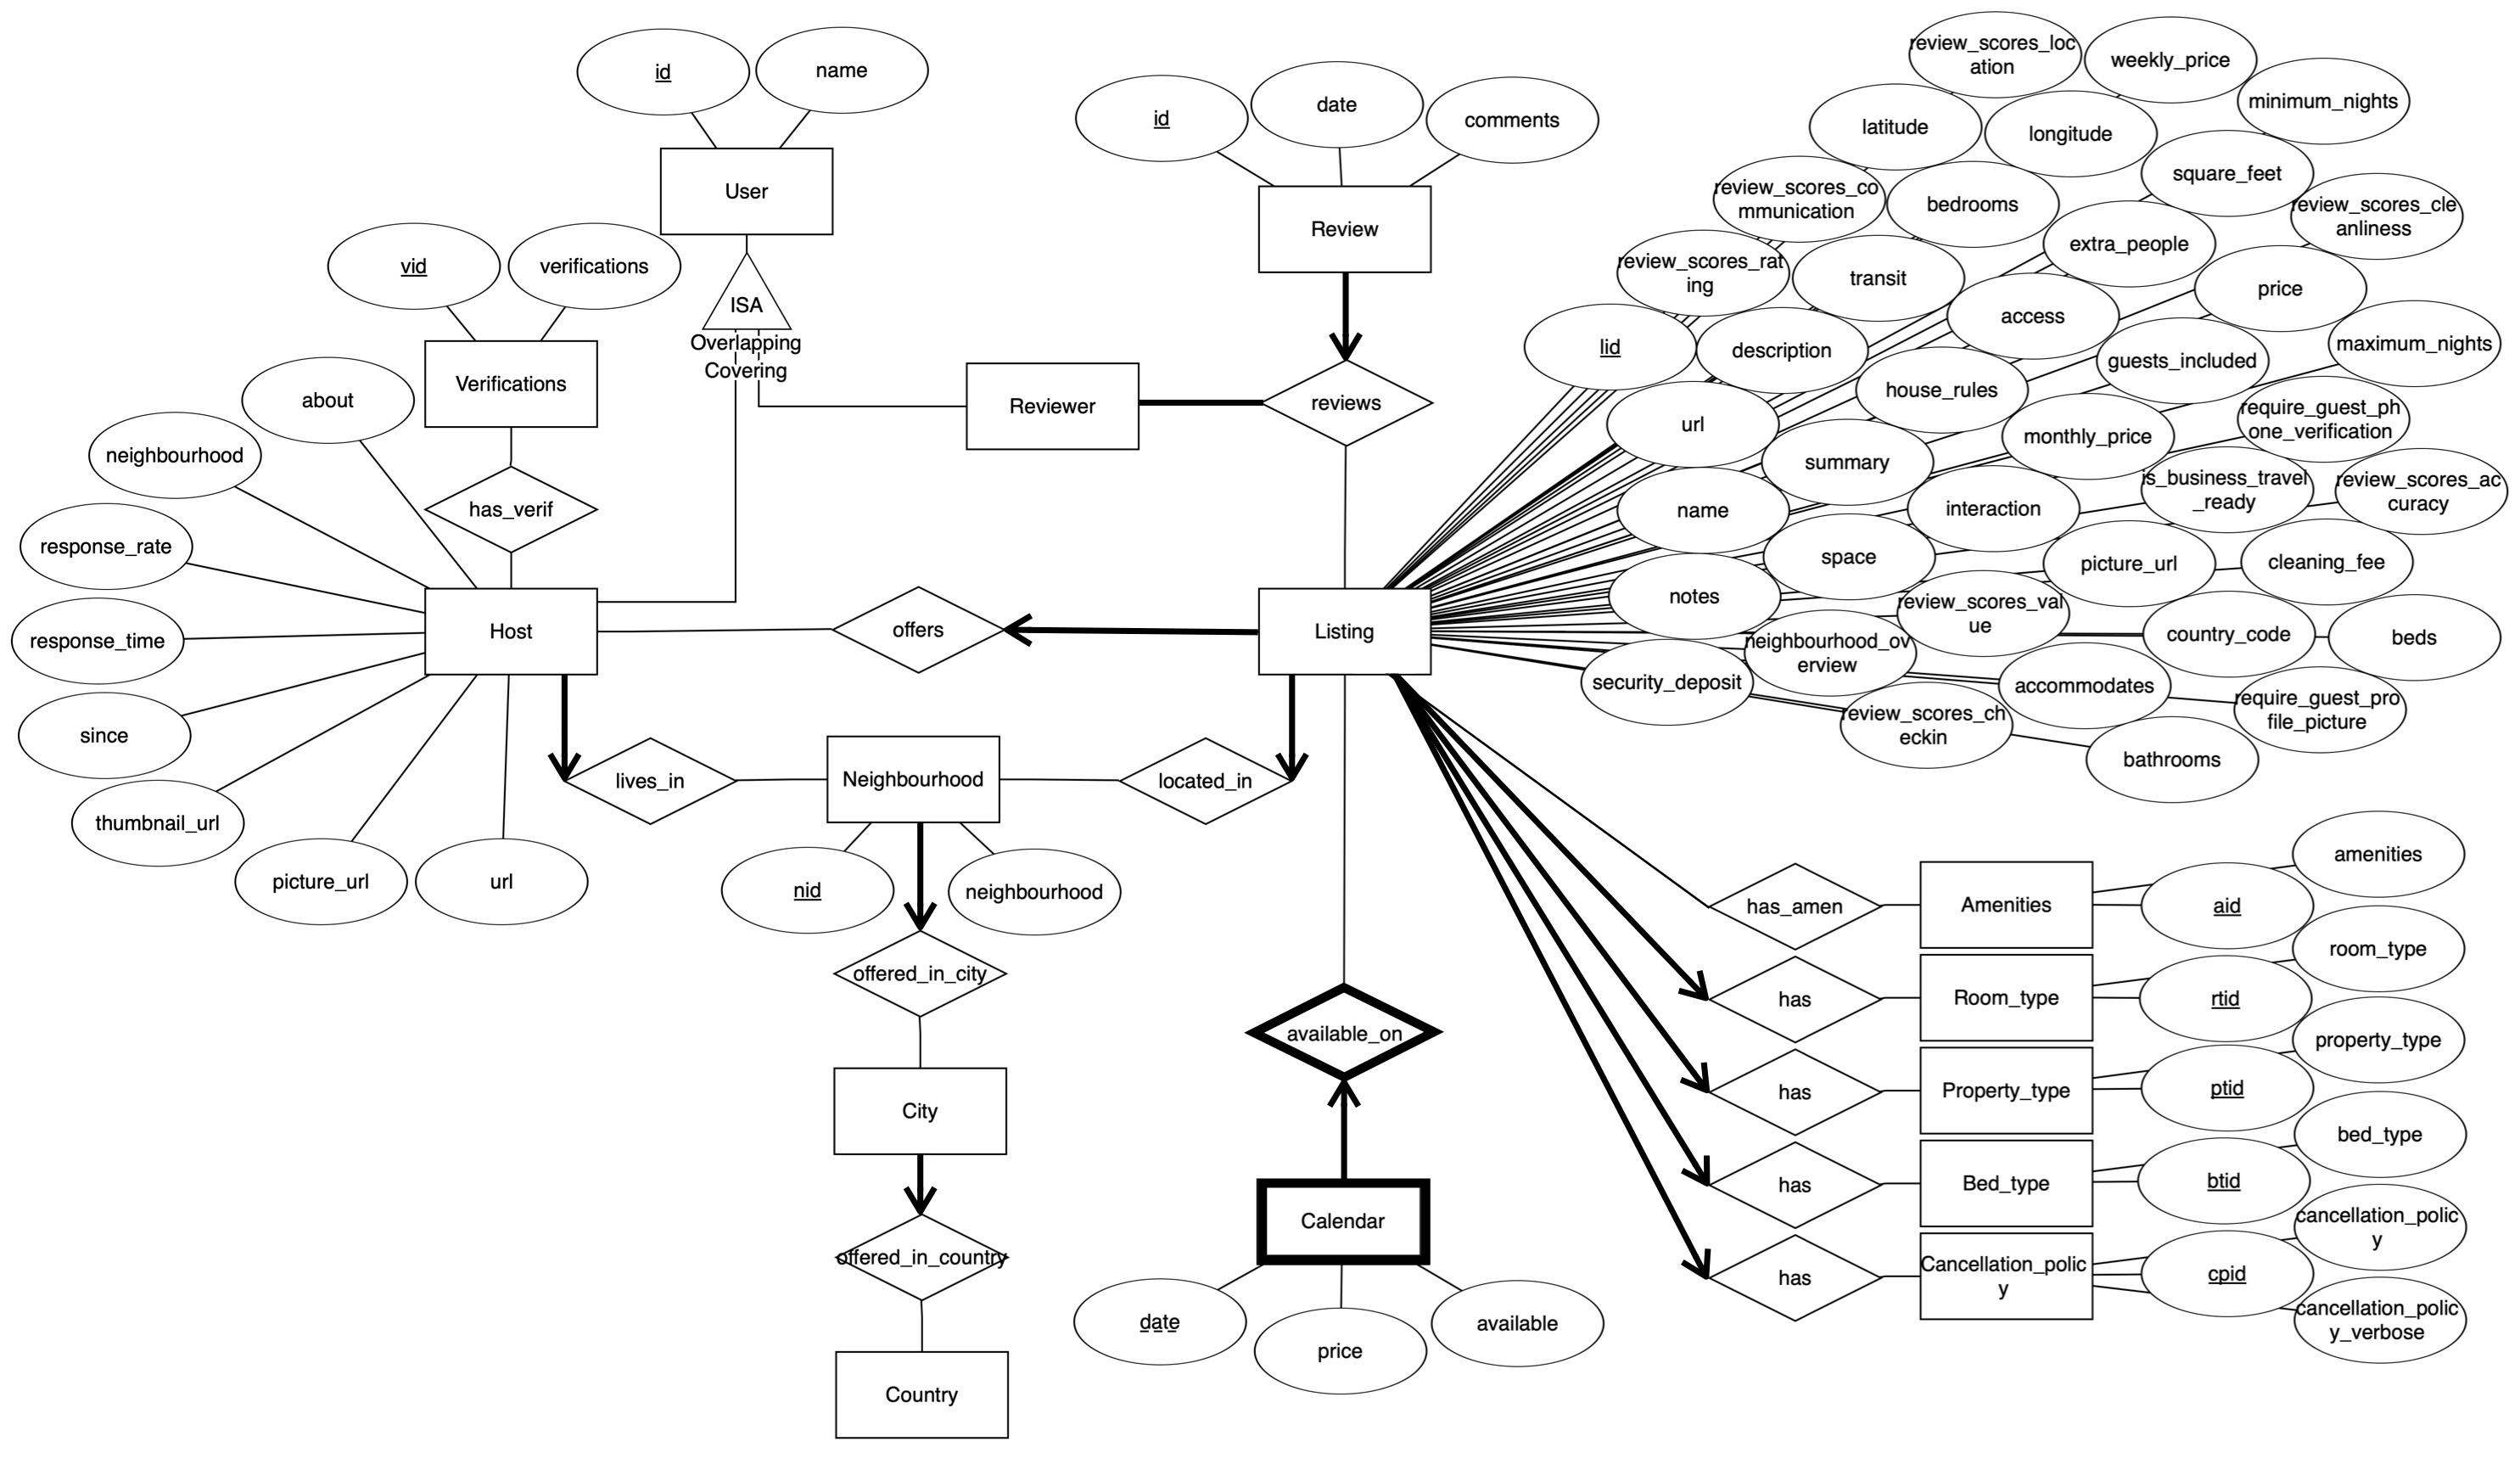 id
name
User
ISA
Overlapping
Covering
vid
verifications
Verifications
has_verif
about
neighbourhood
response_rate
response_time
since
thumbnail_url
picture_url
url
Host
offers
lives_in
Neighbourhood
nid
neighbourhood
located_in
offered_in_city
City
offered_in_country
Country
id
date
comments
Review
Reviewer
reviews
Listing
available_on
Calendar
date
price
available
review_scores_loc
ation
weekly_price
minimum_nights
latitude
longitude
square_feet
review_scores_co
mmunication
bedrooms
review_scores_cle
anliness
extra_people
review_scores_rat
ing
transit
price
access
lid
description
guests_included
maximum_nights
house_rules
url
monthly_price
require_guest_ph
one_verification
summary
is_business_travel
_ready
review_scores_ac
curacy
name
interaction
space
picture_url
cleaning_fee
notes
review_scores_val
ue
country_code
beds
neighbourhood_ov
erview
security_deposit
accommodates
require_guest_pro
file_picture
review_scores_ch
eckin
bathrooms
has_amen
Amenities
aid
amenities
has
Room_type
rtid
room_type
has
Property_type
ptid
property_type
has
Bed_type
btid
bed_type
has
Cancellation_polic
y
cpid
cancellation_polic
y
cancellation_polic
y_verbose